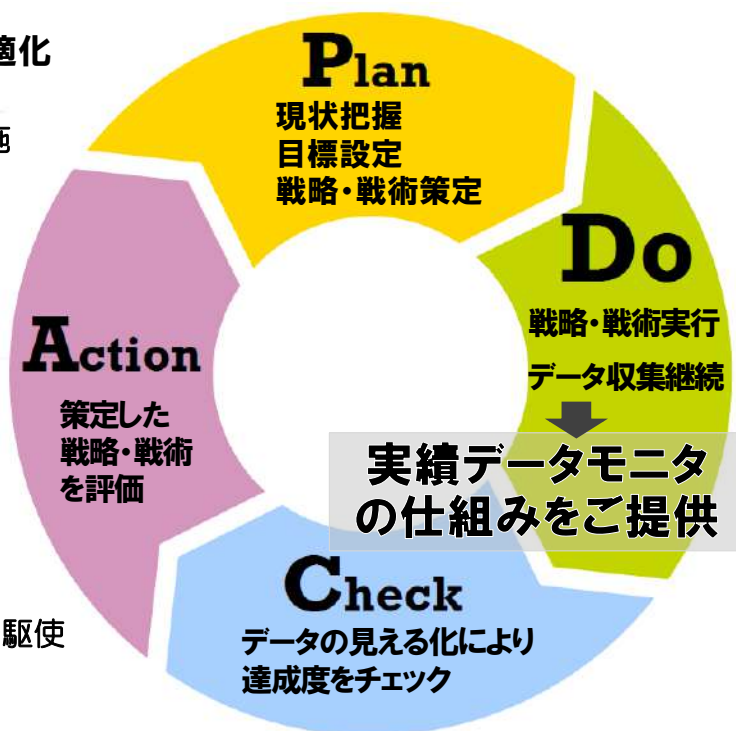 適化
施
Plan
現状把握
目標設定
戦略・戦術策定
Do
戦略・戦術実行
データ収集継続
実績データモニタ
の仕組みをご提供
Action
策定した
戦略・戦術
を評価
Check
データの見える化により
達成度をチェック
駆使